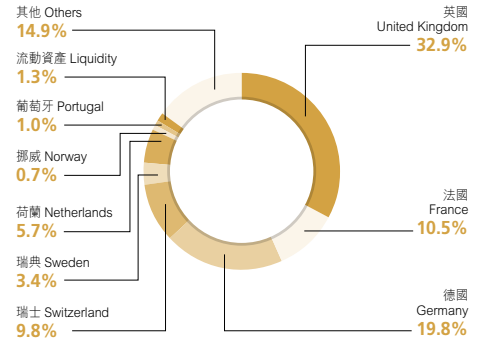 其他 Others
14.9%
流動資產 Liquidity
1.3%
葡萄牙 Portugal
1.0%
挪威 Norway
0.7%
荷蘭 Netherlands
5.7%
瑞典 Sweden
3.4%
瑞士 Switzerland
9.8%
英國
United Kingdom
32.9%
法國
France
10.5%
德國
Germany
19.8%